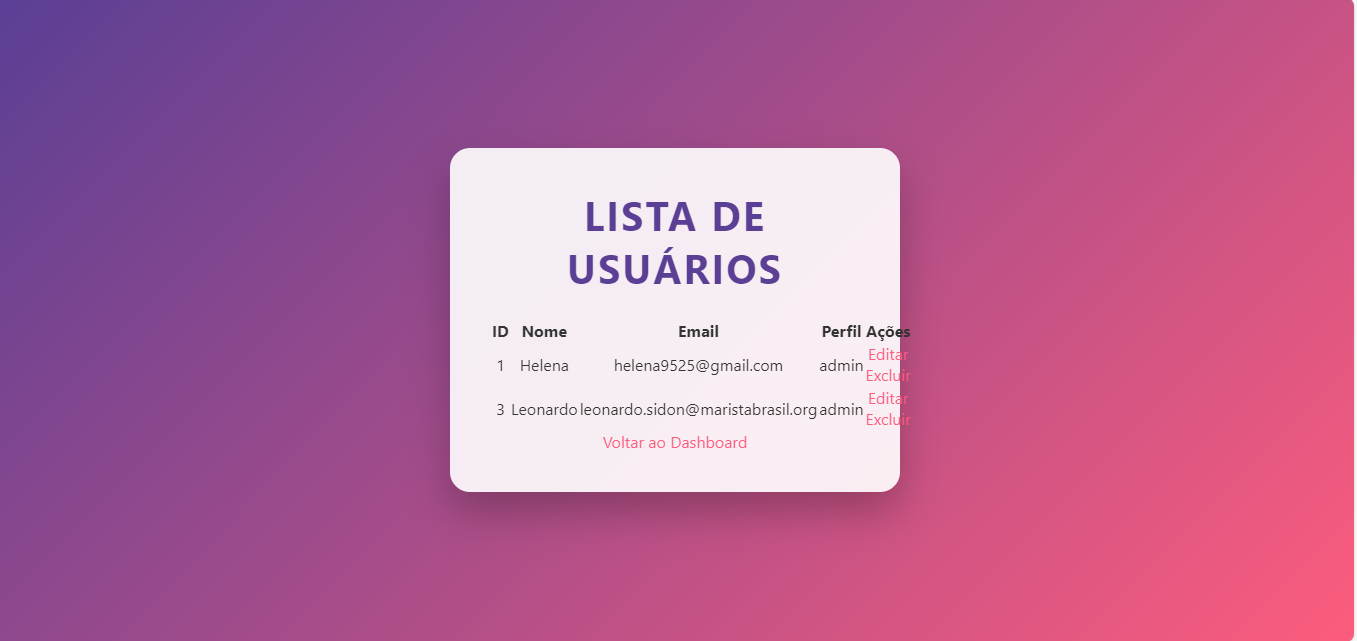 LISTA DE
USUÁRIOS
ID Nome Email Perfil Ações
1 Helena helena9525@gmail.com admin Editar
Excluir
3 Leonardo leonardo.sidon@maristabrasil.org admin Editar
Excluir
Voltar ao Dashboard